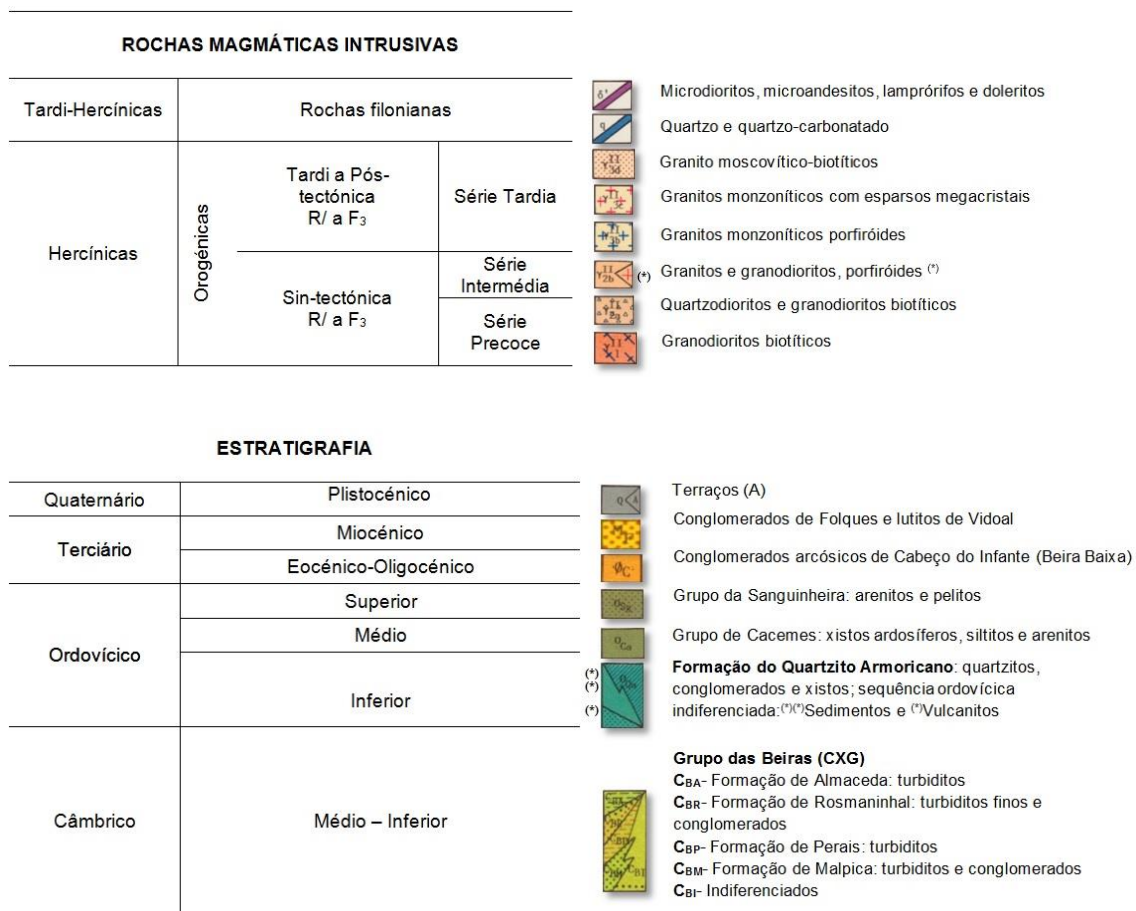 ROCHAS MAGMÁTICAS INTRUSIVAS
Tardi-Hercínicas
Rochas filonianas
Hercínicas
Orogénicas
Tardi a Pós-
tectónica
R/ a F₃
Série Tardia
Sin-tectónica
R/ a F₃
Série
Intermédia
Série
Precoce
Microdioritos, microandesitos, lamprórifos e doleritos
Quartzo e quartzo-carbonatado
Granito moscovítico-biotíticos
Granitos monzoníticos com esparsos megacristais
Granitos monzoníticos porfiróides
(*) Granitos e granodioritos, porfiróides (*)
Quartzodioritos e granodioritos biotíticos
Granodioritos biotíticos
ESTRATIGRAFIA
Quaternário
Plistocénico
Terciário
Miocénico
Eocénico-Oligocénico
Ordovícico
Superior
Médio
Inferior
Câmbrico
Médio – Inferior
Terraços (A)
Conglomerados de Folques e lutitos de Vidoal
Conglomerados arcósicos de Cabeço do Infante (Beira Baixa)
Grupo da Sanguinheira: arenitos e pelitos
Grupo de Cacemes: xistos ardosíferos, siltitos e arenitos
(*)
(*)
(*)
Formação do Quartzito Armoricano: quartzitos,
conglomerados e xistos; sequência ordovícica
indiferenciada:(*)(*)Sedimentos e (*)Vulcanitos
Grupo das Beiras (CXG)
CBA- Formação de Almaceda: turbiditos
CBR- Formação de Rosmaninhal: turbiditos finos e
conglomerados
CBP- Formação de Perais: turbiditos
CBM- Formação de Malpica: turbiditos e conglomerados
CBI- Indiferenciados